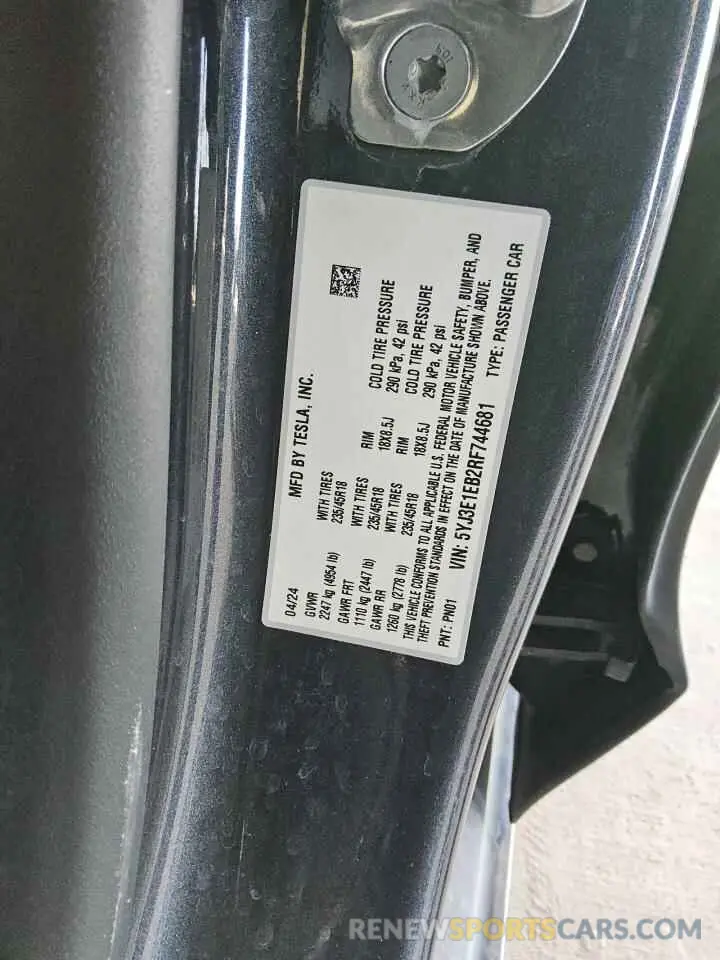 104
MFD BY TESLA, INC.
04/24
GVWR
2247 kg (4954 lb)
WITH TIRES
235/45R18
RIM
18X8.5J
COLD TIRE PRESSURE
290 kPa, 42 psi
GAWR FRT
1110 kg (2447 lb)
WITH TIRES
235/45R18
RIM
18X8.5J
COLD TIRE PRESSURE
290 kPa, 42 psi
GAWR RR
1260 kg (2778 lb)
WITH TIRES
235/45R18
THIS VEHICLE CONFORMS TO ALL APPLICABLE U.S. FEDERAL MOTOR VEHICLE SAFETY, BUMPER, AND
THEFT PREVENTION STANDARDS IN EFFECT ON THE DATE OF MANUFACTURE SHOWN ABOVE.
VIN: 5YJ3E1EB2RF744681
PNT: PN01
TYPE: PASSENGER CAR
RENEWSPORTSCARS.COM